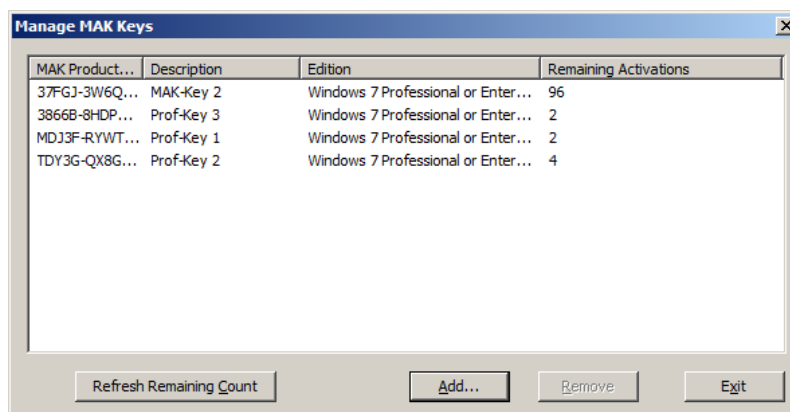 Manage MAK Keys
MAK Product... Description Edition Remaining Activations
37FGJ-3W6Q... MAK-Key 2 Windows 7 Professional or Enter... 96
3866B-8HDP... Prof-Key 3 Windows 7 Professional or Enter... 2
MDJ3F-RYWT... Prof-Key 1 Windows 7 Professional or Enter... 2
TDY3G-QX8G... Prof-Key 2 Windows 7 Professional or Enter... 4
Refresh Remaining Count Add... Remove Exit